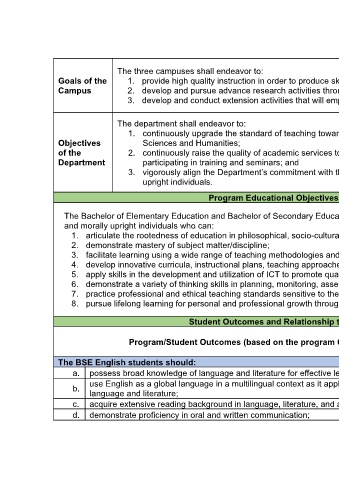 The three campuses shall endeavor to:
Goals of the Campus
1. provide high quality instruction in order to produce sk
2. develop and pursue advance research activities thro
3. develop and conduct extension activities that will em
The department shall endeavor to:
Objectives of the Department
1. continuously upgrade the standard of teaching towar
Sciences and Humanities;
2. continuously raise the quality of academic services to
participating in training and seminars; and
3. vigorously align the Department's commitment with t
upright individuals.
Program Educational Objectives
The Bachelor of Elementary Education and Bachelor of Secondary Educa
and morally upright individuals who can:
1. articulate the rootedness of education in philosophical, socio-cultura
2. demonstrate mastery of subject matter/discipline;
3. facilitate learning using a wide range of teaching methodologies and
4. develop innovative curricula, instructional plans, teaching approache
5. apply skills in the development and utilization of ICT to promote qua
6. demonstrate a variety of thinking skills in planning, monitoring, asse
7. practice professional and ethical teaching standards sensitive to the
8. pursue lifelong learning for personal and professional growth throug
Student Outcomes and Relationship t
Program/Student Outcomes (based on the program
The BSE English students should:
a. possess broad knowledge of language and literature for effective le
b. use English as a global language in a multilingual context as it appl
language and literature;
c. acquire extensive reading background in language, literature, and a
d. demonstrate proficiency in oral and written communication;